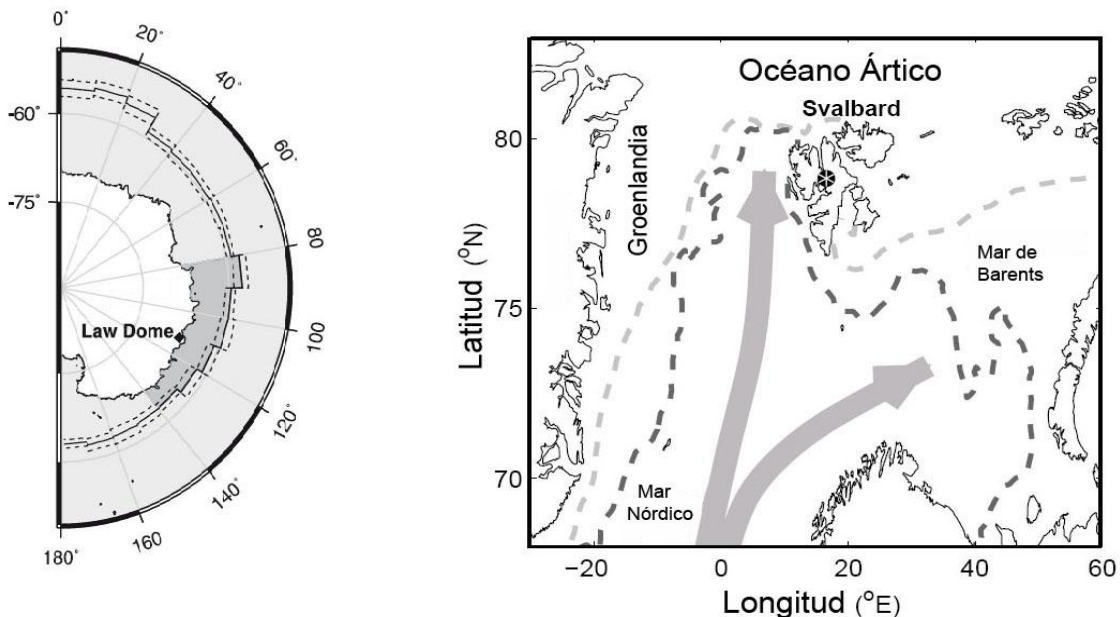 0°
20°
40°
60°
80
100
120°
140°
160
180°
-60°
-75°
Law Dome
Océano Ártico
Svalbard
Groenlandia
Mar de
Barents
Mar
Nórdico
80
75
70
Latitud (°N)
−20
0
20
40
60
Longitud (°E)